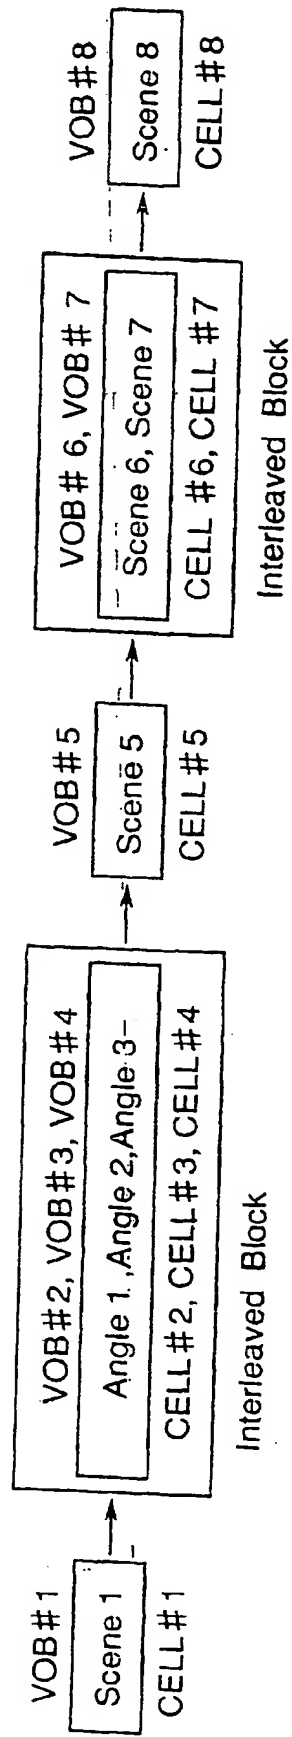 VOB#1
Scene 1
CELL#1
VOB#2, VOB#3, VOB#4
Angle 1, Angle 2, Angle 3
CELL#2, CELL#3, CELL#4
Interleaved Block
VOB#5
Scene 5
CELL#5
VOB# 6, VOB# 7
Scene 6, Scene 7
CELL #6, CELL #7
Interleaved Block
VOB#8
Scene 8
CELL#8